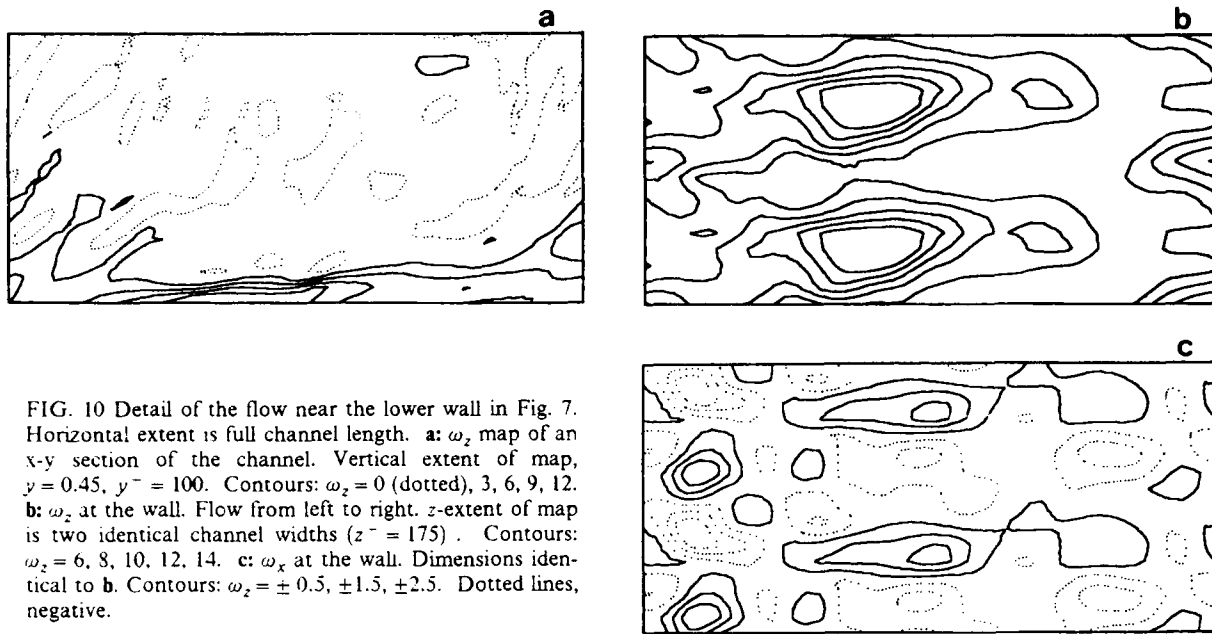 a
b
c
FIG. 10 Detail of the flow near the lower wall in Fig. 7.
Horizontal extent is full channel length. a: ω_z map of an
x-y section of the channel. Vertical extent of map,
y = 0.45, y⁻ = 100. Contours: ω_z = 0 (dotted), 3, 6, 9, 12.
b: ω_z at the wall. Flow from left to right. z-extent of map
is two identical channel widths (z⁻ = 175) . Contours:
ω_z = 6, 8, 10, 12, 14. c: ω_x at the wall. Dimensions iden-
tical to b. Contours: ω_z = ± 0.5, ±1.5, ±2.5. Dotted lines,
negative.